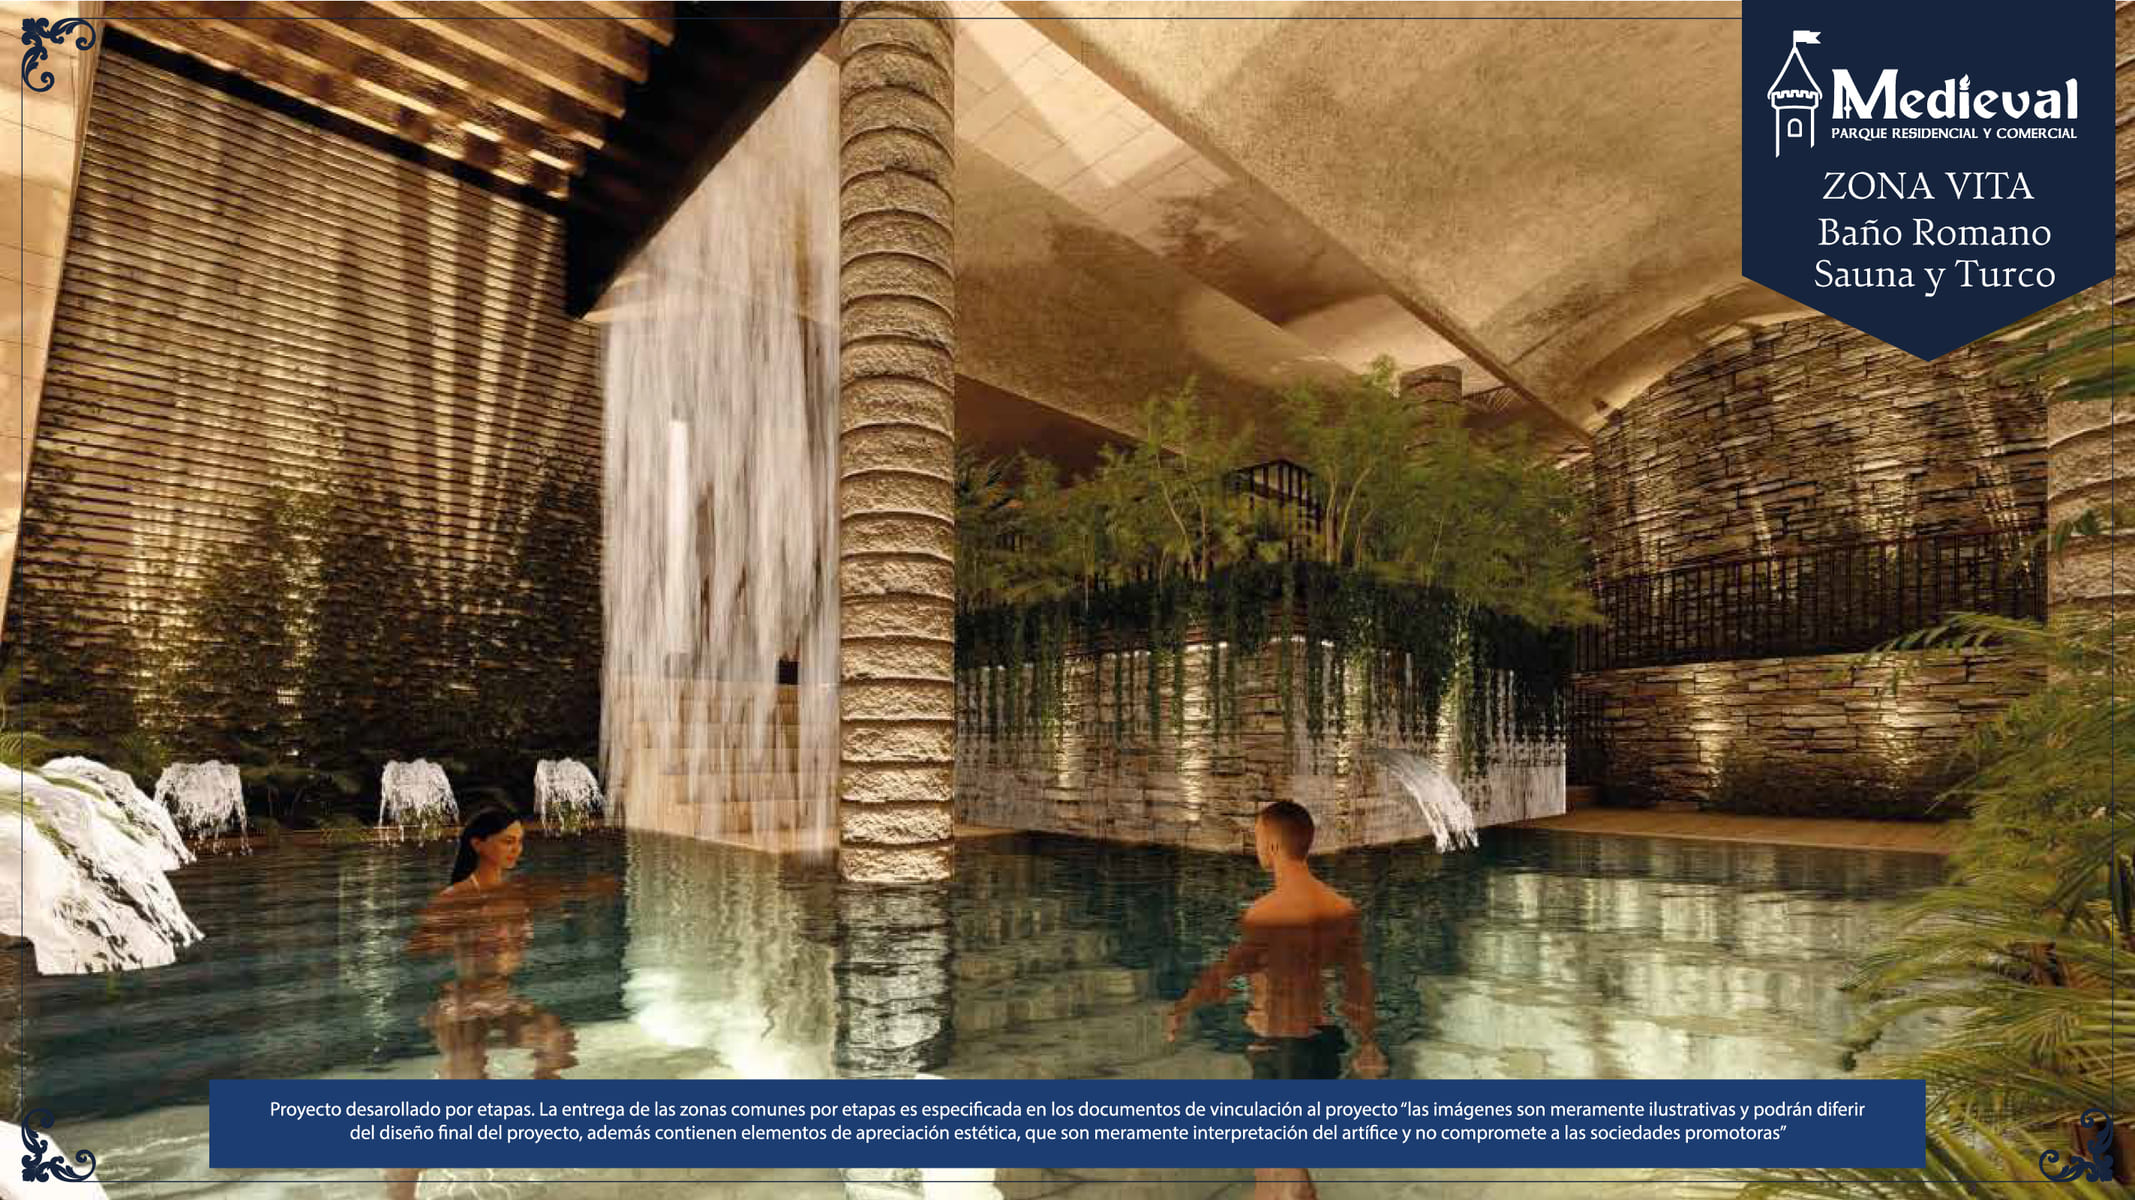 Medieval
PARQUE RESIDENCIAL Y COMERCIAL
ZONA VITA
Baño Romano
Sauna y Turco
Proyecto desarollado por etapas. La entrega de las zonas comunes por etapas es especificada en los documentos de vinculación al proyecto “las imágenes son meramente ilustrativas y podrán diferir
del diseño final del proyecto, además contienen elementos de apreciación estética, que son meramente interpretación del artífice y no compromete a las sociedades promotoras”